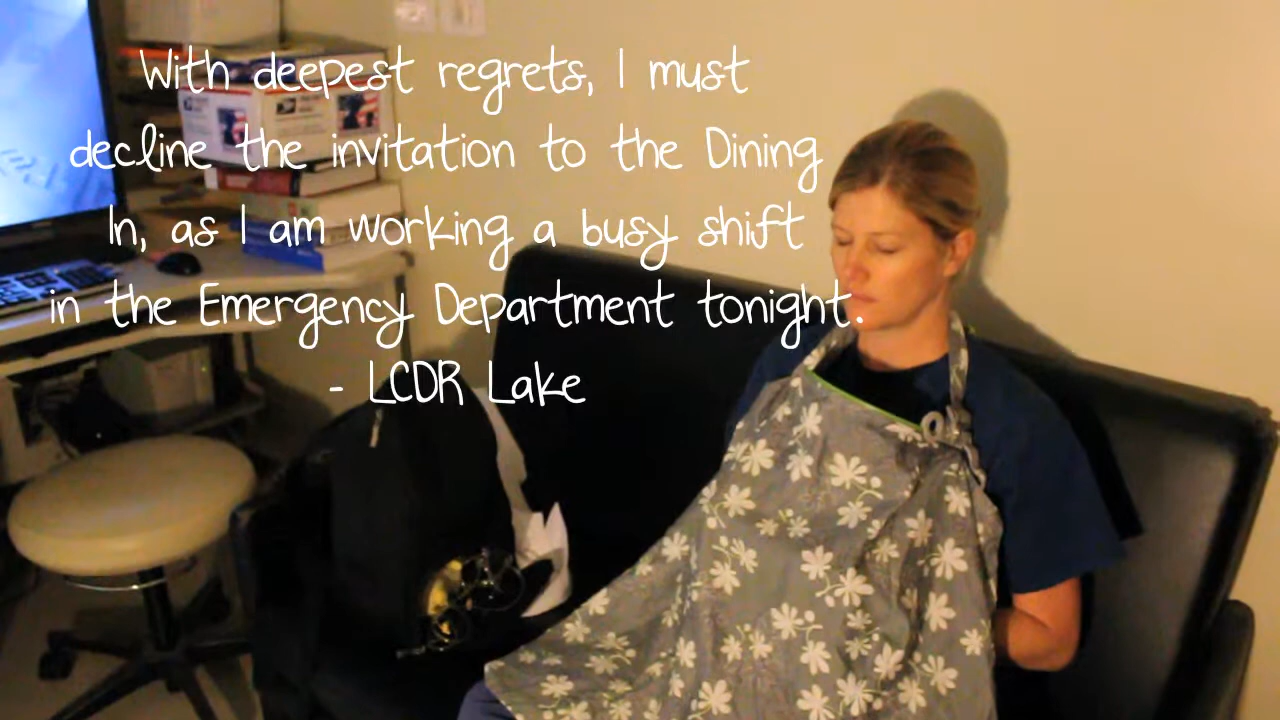 With deepest regrets, I must
decline the invitation to the Dining
In, as I am working a busy shift
in the Emergency Department tonight.
- LCDR Lake